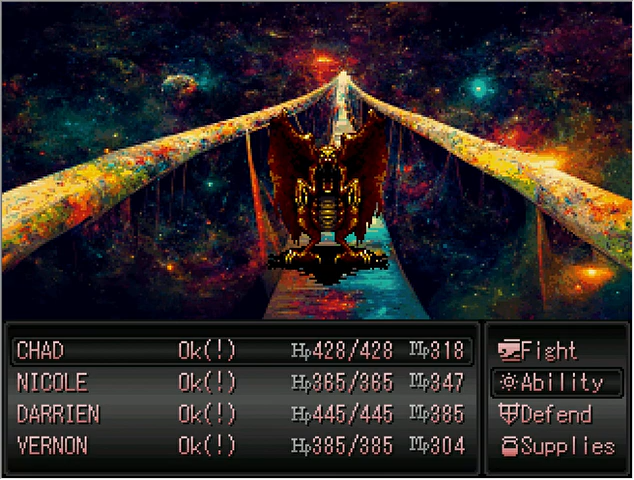 CHAD Ok(!) Hp428/428 Mp318 Fight
NICOLE Ok(!) Hp365/365 Mp347 Ability
DARRIEN Ok(!) Hp445/445 Mp385 Defend
VERNON Ok(!) Hp385/385 Mp304 Supplies